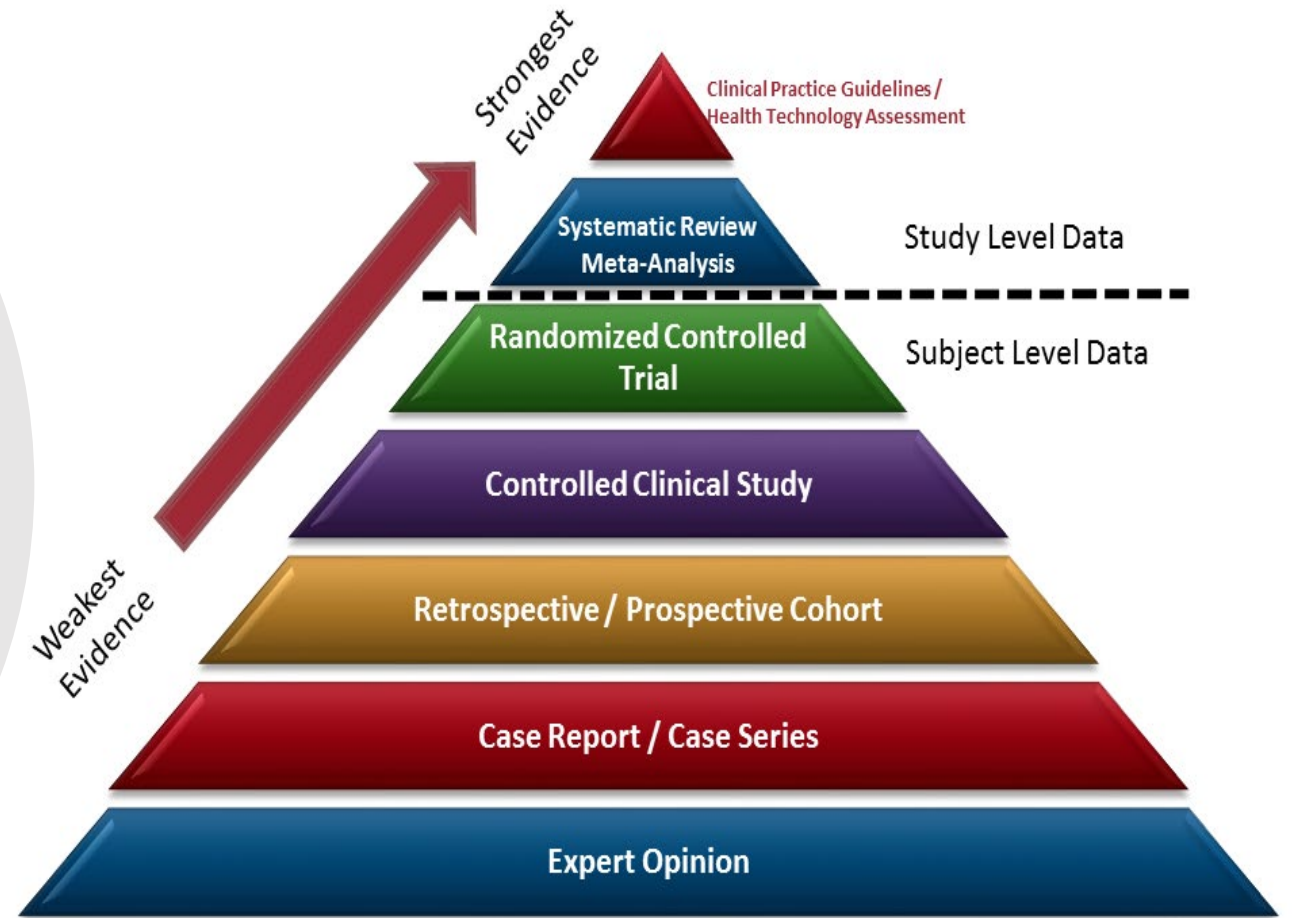 Strongest
Evidence
Clinical Practice Guidelines /
Health Technology Assessment
Systematic Review
Meta-Analysis
Study Level Data
Randomized Controlled
Trial
Subject Level Data
Controlled Clinical Study
Weakest
Evidence
Retrospective / Prospective Cohort
Case Report / Case Series
Expert Opinion